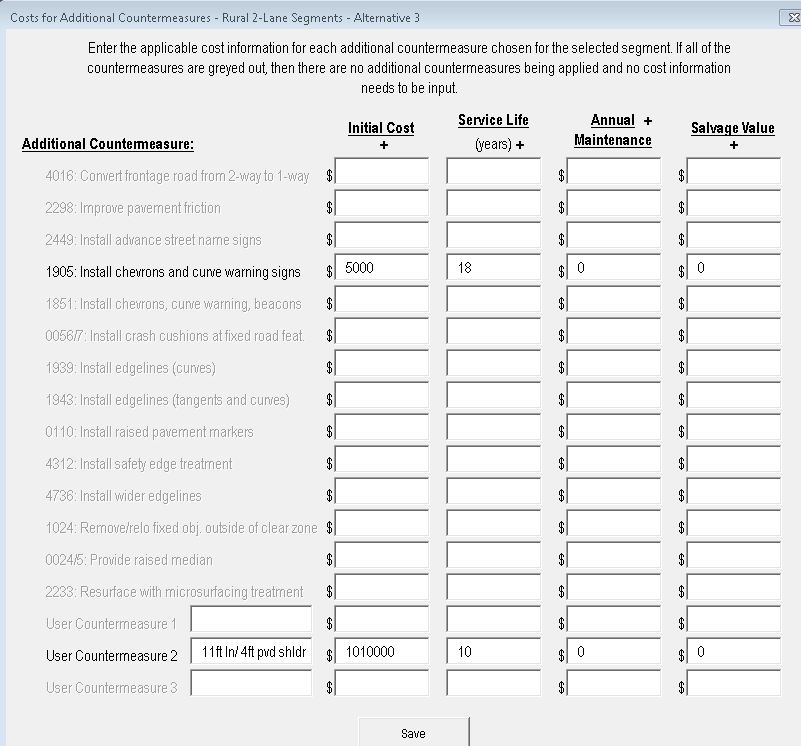 Costs for Additional Countermeasures - Rural 2-Lane Segments - Alternative 3
Enter the applicable cost information for each additional countermeasure chosen for the selected segment. If all of the
countermeasures are greyed out, then there are no additional countermeasures being applied and no cost information
needs to be input.
Additional Countermeasure: Initial Cost + Service Life (years) + Annual + Maintenance Salvage Value +
4016: Convert frontage road from 2-way to 1-way $ $ $
2298: Improve pavement friction $ $ $
2449: Install advance street name signs $ $ $
1905: Install chevrons and curve warning signs $ 5000 18 $ 0 $ 0
1851: Install chevrons, curve warning, beacons $ $ $
0056/7: Install crash cushions at fixed road feat. $ $ $
1939: Install edgelines (curves) $ $ $
1943: Install edgelines (tangents and curves) $ $ $
0110: Install raised pavement markers $ $ $
4312: Install safety edge treatment $ $ $
4736: Install wider edgelines $ $ $
1024: Remove/relo fixed obj. outside of clear zone $ $ $
0024/5: Provide raised median $ $ $
2233: Resurface with microsurfacing treatment $ $ $
User Countermeasure 1 $ $ $
User Countermeasure 2 11ft ln/ 4ft pvd shldr $ 1010000 10 $ 0 $ 0
User Countermeasure 3 $ $ $
Save